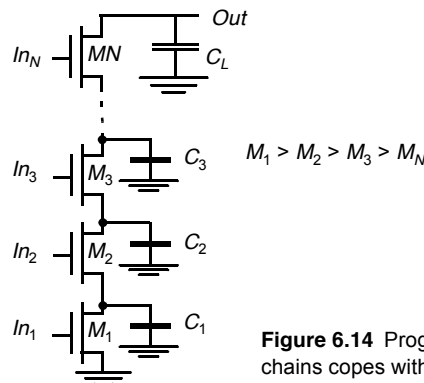 Out
In_N MN C_L
In_3 M_3 C_3 M_1 > M_2 > M_3 > M_N
In_2 M_2 C_2
In_1 M_1 C_1
Figure 6.14 Prog
chains copes with